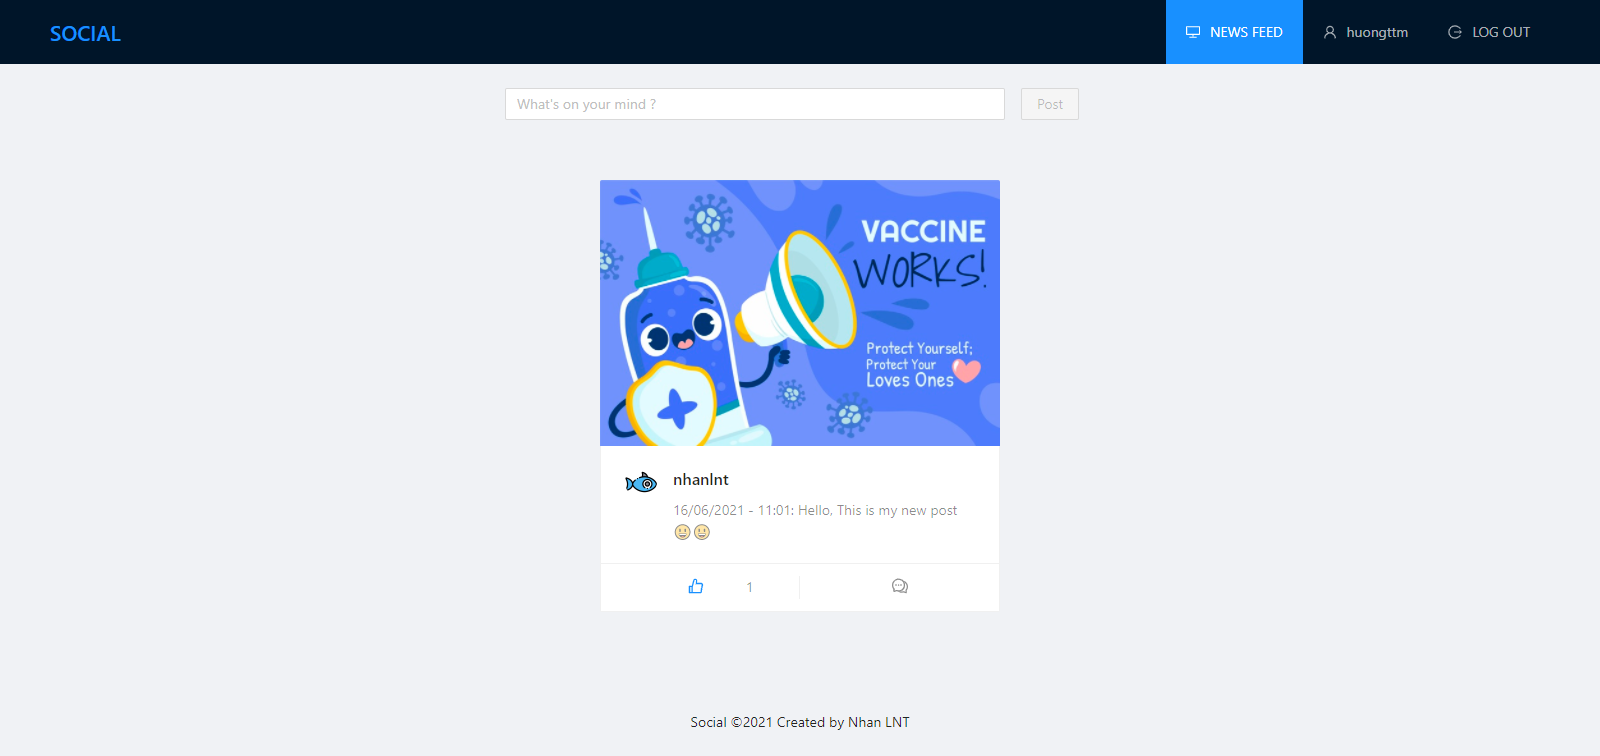 SOCIAL
NEWS FEED
huongttm
LOG OUT
What's on your mind ?
Post
VACCINE
WORKS!
Protect Yourself;
Protect Your
Loves Ones
nhanlnt
16/06/2021 - 11:01: Hello, This is my new post
1
Social ©2021 Created by Nhan LNT